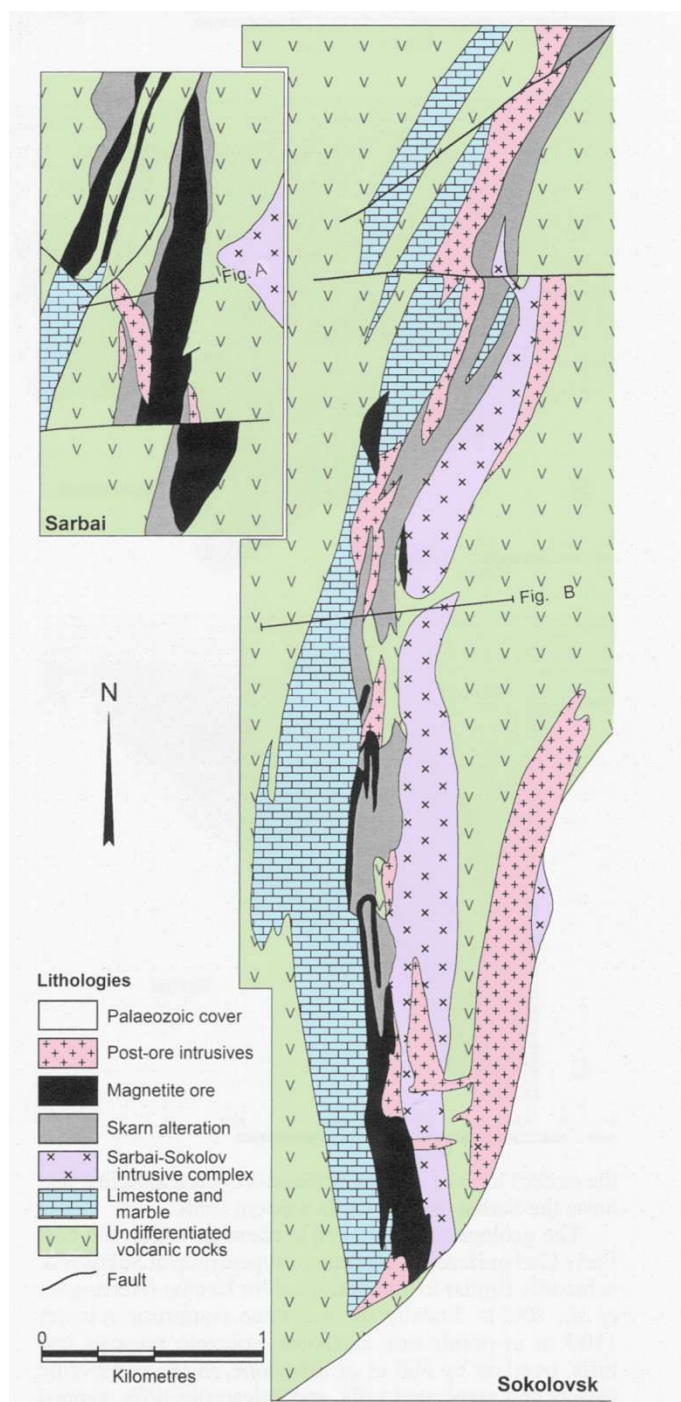 Fig. A
Sarbai
Fig. B
N
Lithologies
Palaeozoic cover
Post-ore intrusives
Magnetite ore
Skarn alteration
Sarbai-Sokolov
intrusive complex
Limestone and
marble
Undifferentiated
volcanic rocks
Fault
0 1
Kilometres
Sokolovsk